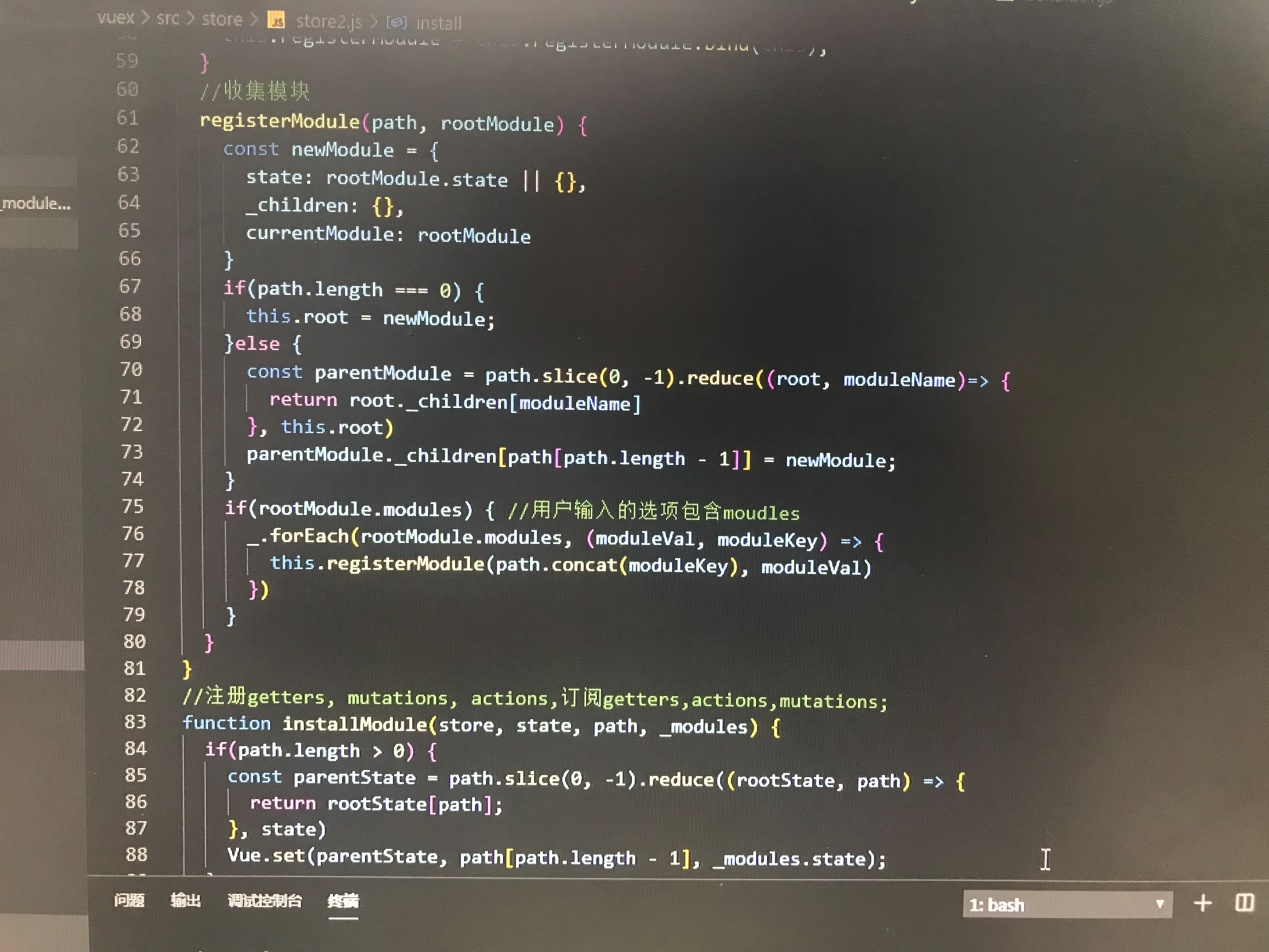 vuex > src > store > JS store2.js > install
59 }
60 //收集模块
61 registerModule(path, rootModule) {
62 const newModule = {
63 state: rootModule.state || {},
64 _children: {},
65 currentModule: rootModule
66 }
67 if(path.length === 0) {
68 this.root = newModule;
69 }else {
70 const parentModule = path.slice(0, -1).reduce((root, moduleName)=> {
71 return root._children[moduleName]
72 }, this.root)
73 parentModule._children[path[path.length - 1]] = newModule;
74 }
75 if(rootModule.modules) { //用户输入的选项包含moudles
76 _.forEach(rootModule.modules, (moduleVal, moduleKey) => {
77 this.registerModule(path.concat(moduleKey), moduleVal)
78 })
79 }
80 }
81 }
82 //注册getters, mutations, actions,订阅getters,actions,mutations;
83 function installModule(store, state, path, _modules) {
84 if(path.length > 0) {
85 const parentState = path.slice(0, -1).reduce((rootState, path) => {
86 return rootState[path];
87 }, state)
88 Vue.set(parentState, path[path.length - 1], _modules.state);
_module...
问题 输出 调试控制台 终端 1: bash